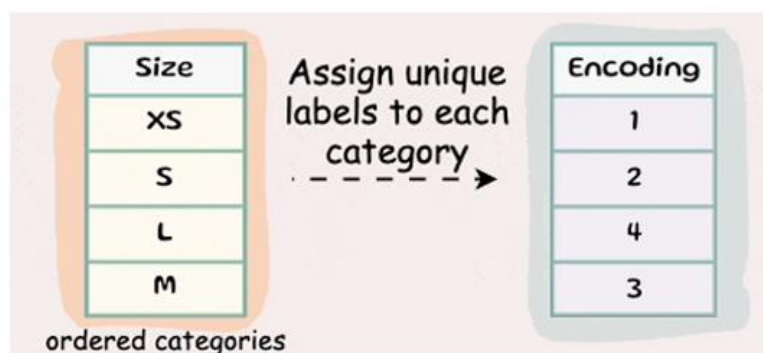 Size
XS
S
L
M
ordered categories
Assign unique
labels to each
category
Encoding
1
2
4
3